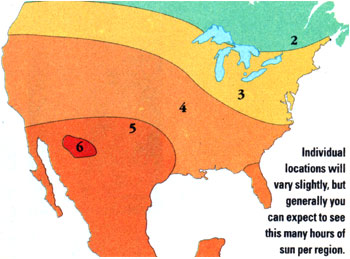 2
3
4
5
6
Individual
locations will
vary slightly, but
generally you
can expect to see
this many hours of
sun per region.